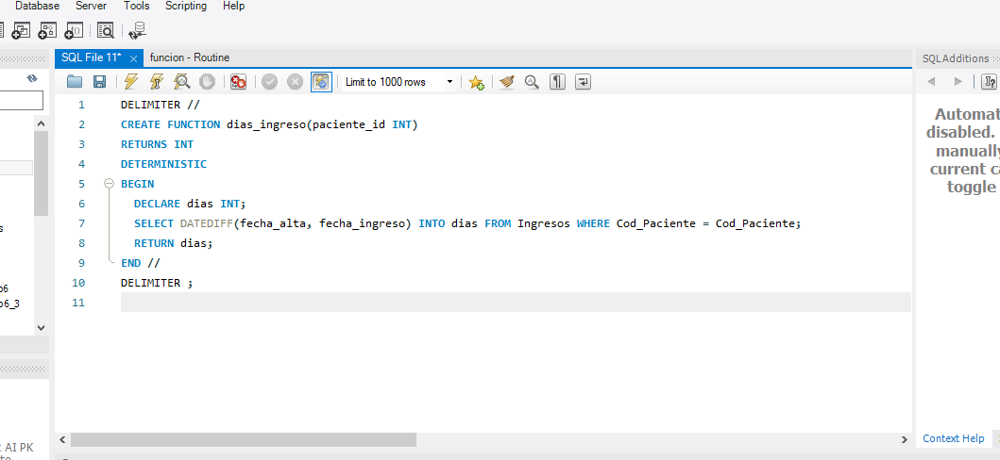 Database Server Tools Scripting Help
SQL File 11* funcion - Routine
SQLAdditions
Limit to 1000 rows
1 DELIMITER //
2 CREATE FUNCTION dias_ingreso(paciente_id INT)
3 RETURNS INT
4 DETERMINISTIC
5 BEGIN
6 DECLARE dias INT;
7 SELECT DATEDIFF(fecha_alta, fecha_ingreso) INTO dias FROM Ingresos WHERE Cod_Paciente = Cod_Paciente;
8 RETURN dias;
9 END //
10 DELIMITER ;
11
Automat
disabled.
manually
current ca
toggle
s
o6
o6_3
AI PK
Context Help